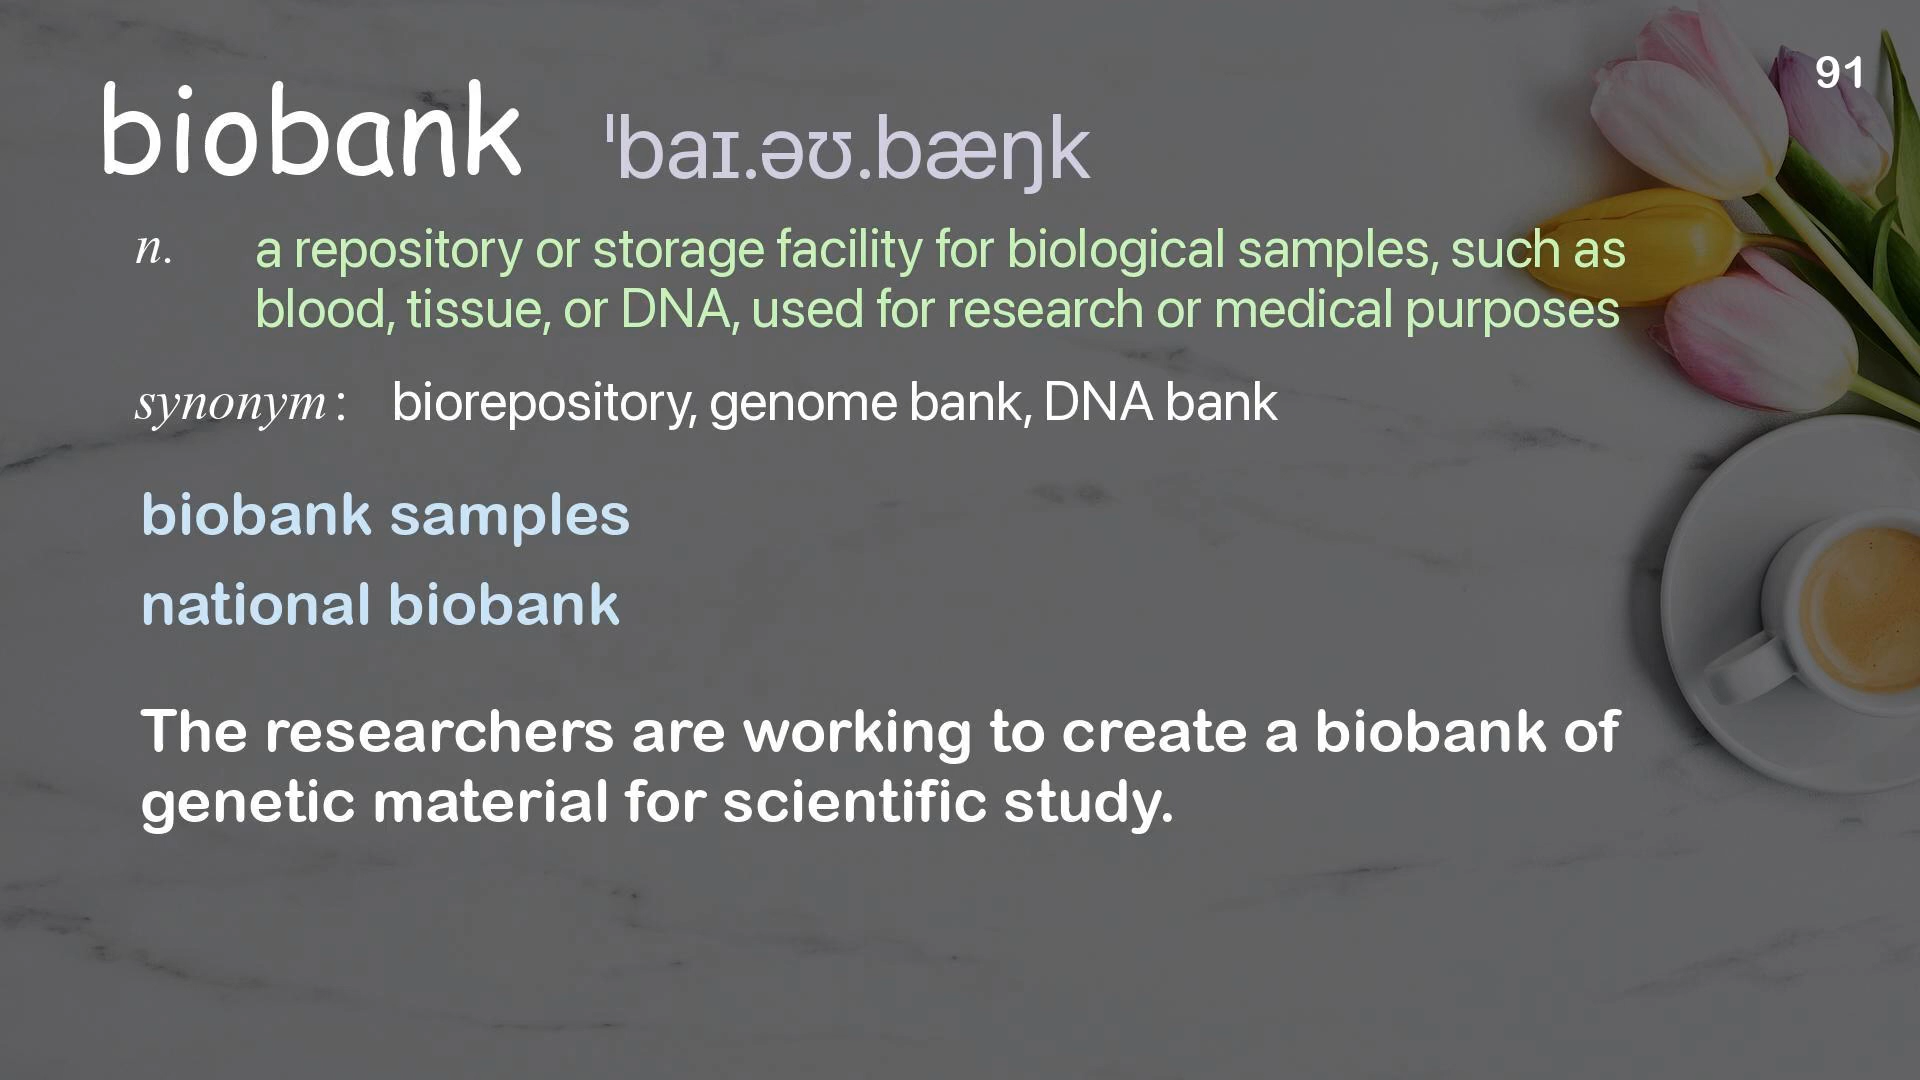 91
biobank ˈbaɪ.əʊ.bæŋk
n. a repository or storage facility for biological samples, such as
blood, tissue, or DNA, used for research or medical purposes
synonym : biorepository, genome bank, DNA bank
biobank samples
national biobank
The researchers are working to create a biobank of
genetic material for scientific study.